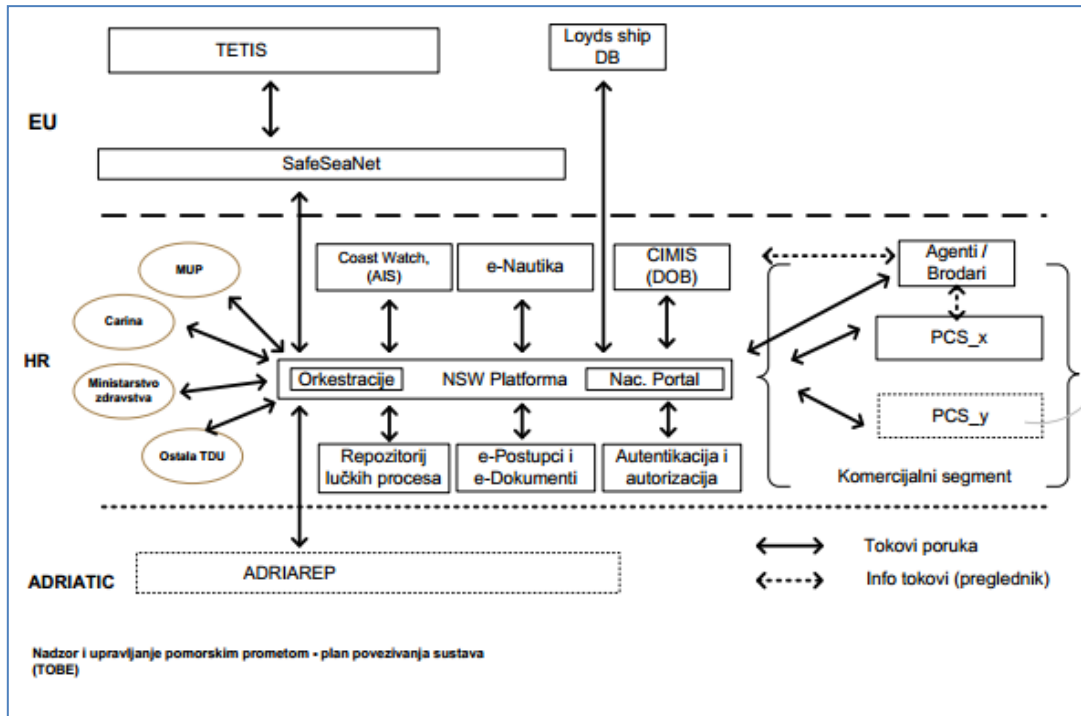 TETIS
Loyds ship
DB
EU
SafeSeaNet
MUP
Coast Watch,
(AIS)
e-Nautika
CIMIS
(DOB)
Agenti /
Brodari
Carina
PCS_x
HR
Orkestracije
NSW Platforma
Nac. Portal
Ministarstvo
zdravstva
PCS_y
Ostala TDU
Repozitorij
lučkih procesa
e-Postupci i
e-Dokumenti
Autentikacija i
autorizacija
Komercijalni segment
ADRIATIC
ADRIAREP
Tokovi poruka
Info tokovi (preglednik)
Nadzor i upravljanje pomorskim prometom - plan povezivanja sustava
(TOBE)